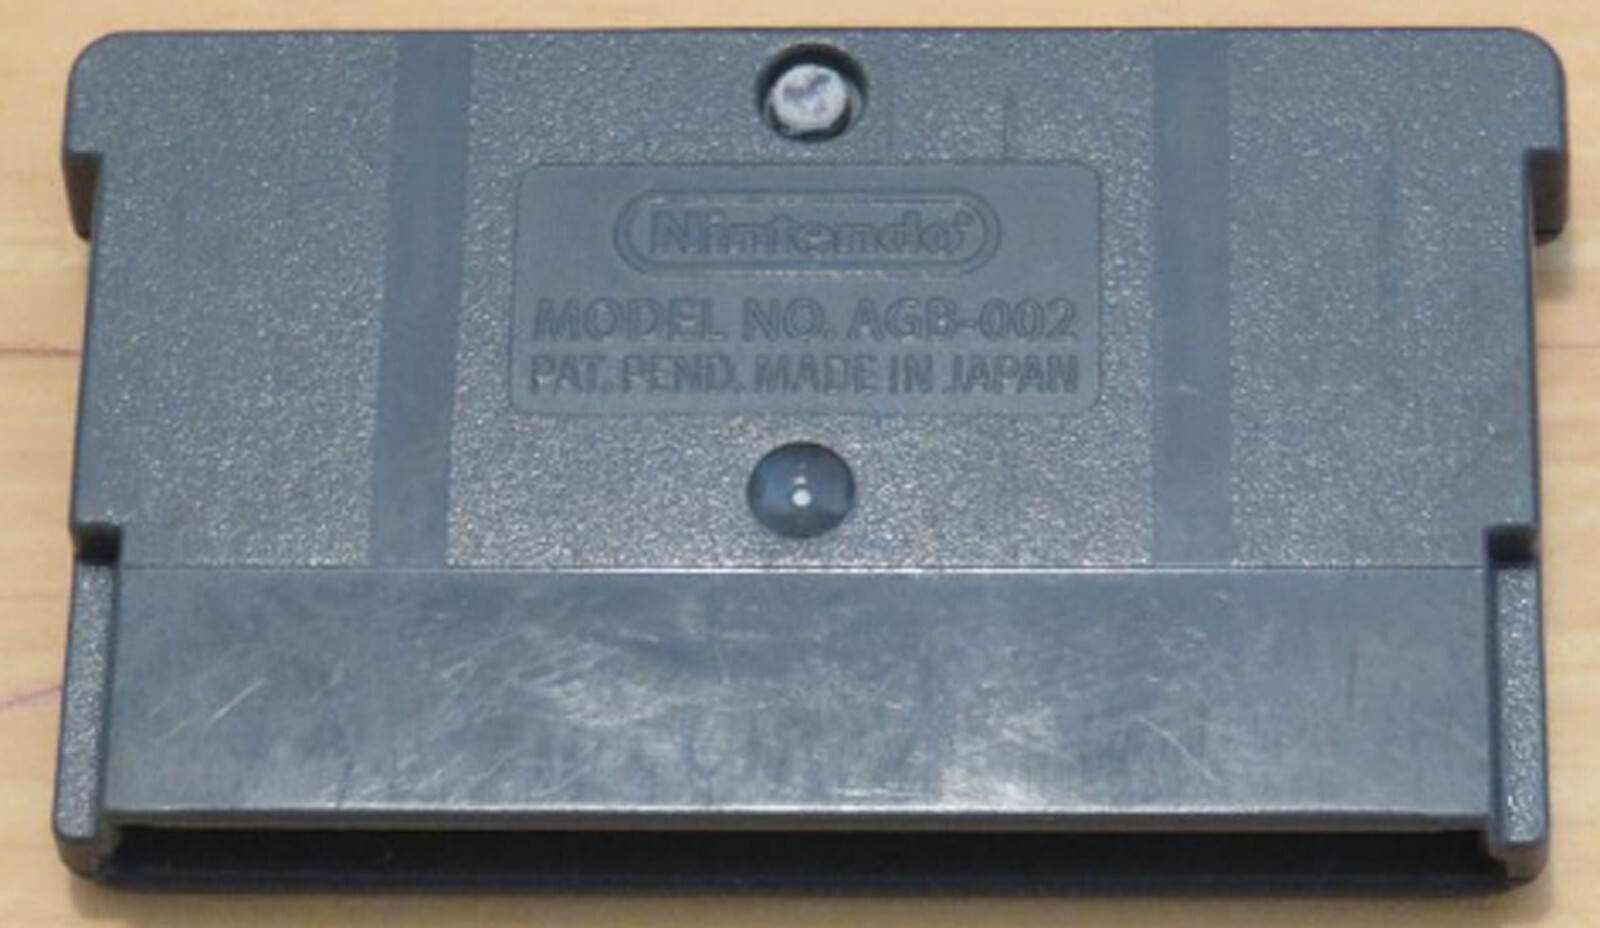 Nintendo®
MODEL NO. AGB-002
PAT. PEND. MADE IN JAPAN